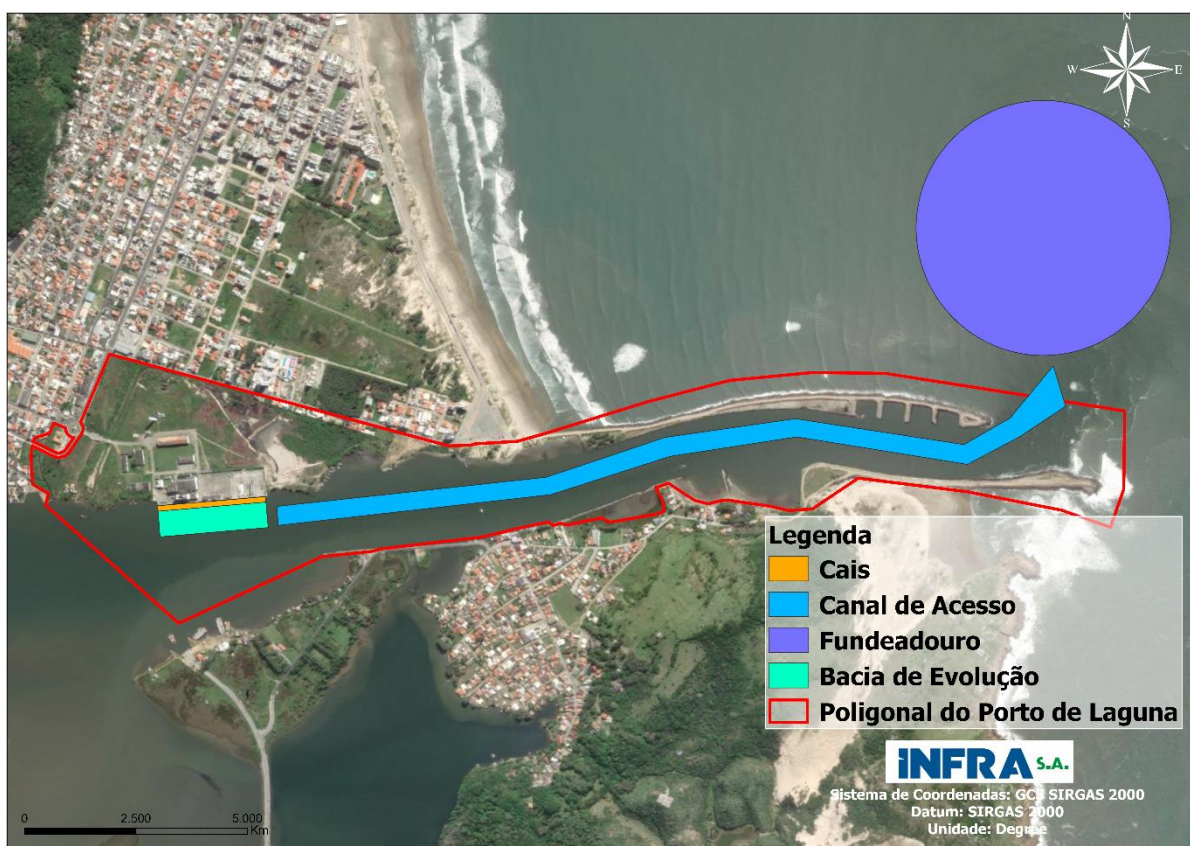 N
W
E
S
Legenda
Cais
Canal de Acesso
Fundeadouro
Bacia de Evolução
Poligonal do Porto de Laguna
INFRA S.A.
Sistema de Coordenadas: GCS SIRGAS 2000
Datum: SIRGAS 2000
Unidade: Degree
0 2.500 5.000
Km